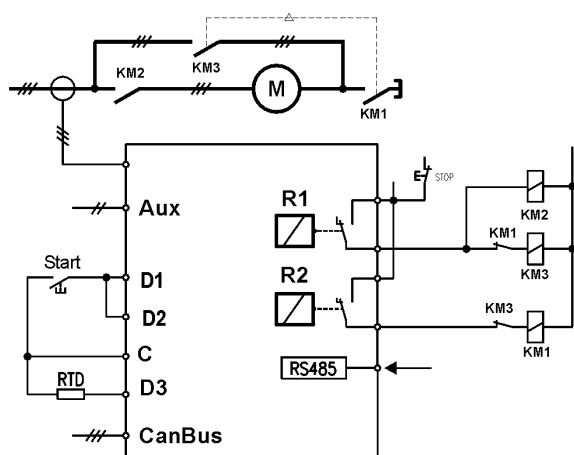 KM2
KM3
M
KM1
Aux
R1
STOP
KM2
Start
D1
KM1
KM3
D2
R2
KM3
C
KM1
RTD
D3
RS485
CanBus